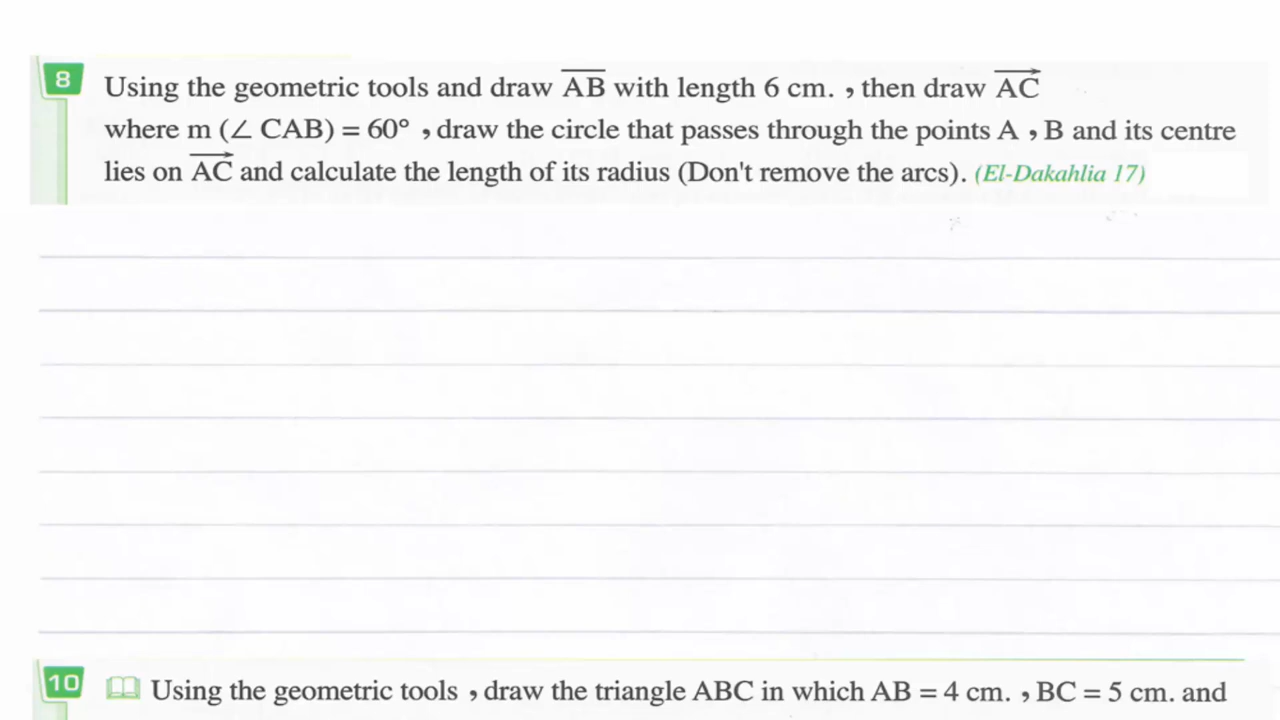 8 Using the geometric tools and draw AB with length 6 cm. , then draw AC
where m (∠ CAB) = 60° , draw the circle that passes through the points A , B and its centre
lies on AC and calculate the length of its radius (Don't remove the arcs). (El-Dakahlia 17)
10 Using the geometric tools , draw the triangle ABC in which AB = 4 cm. , BC = 5 cm. and